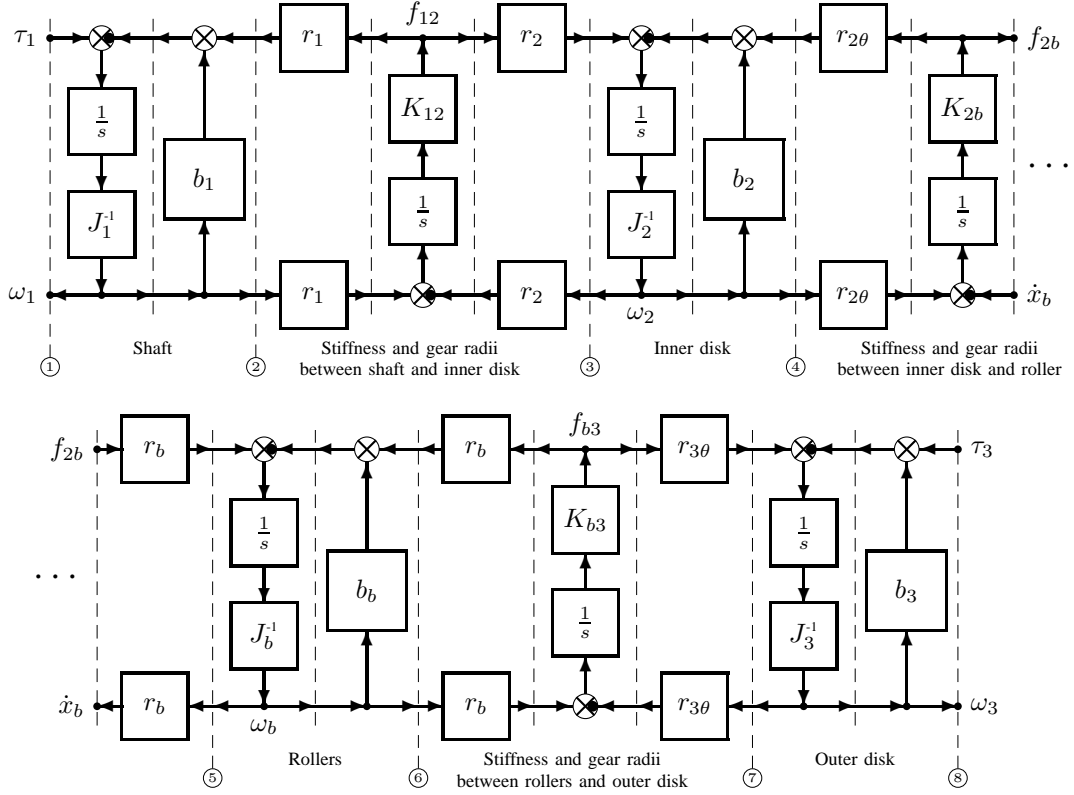 f₁₂
τ₁ r₁ r₂ r₂θ f₂b
1/s K₁₂ 1/s K₂b
b₁ b₂ ...
J₁⁻¹ 1/s J₂⁻¹ 1/s
ω₁ r₁ r₂ r₂θ ẋb
ω₂
Shaft Stiffness and gear radii Inner disk Stiffness and gear radii
① ② between shaft and inner disk ③ ④ between inner disk and roller
f₂b rb rb fb₃ r₃θ τ₃
1/s Kb₃ 1/s
... bb b₃
Jb⁻¹ 1/s J₃⁻¹
ẋb rb rb r₃θ ω₃
ωb
Rollers Stiffness and gear radii Outer disk
⑤ ⑥ between rollers and outer disk ⑦ ⑧